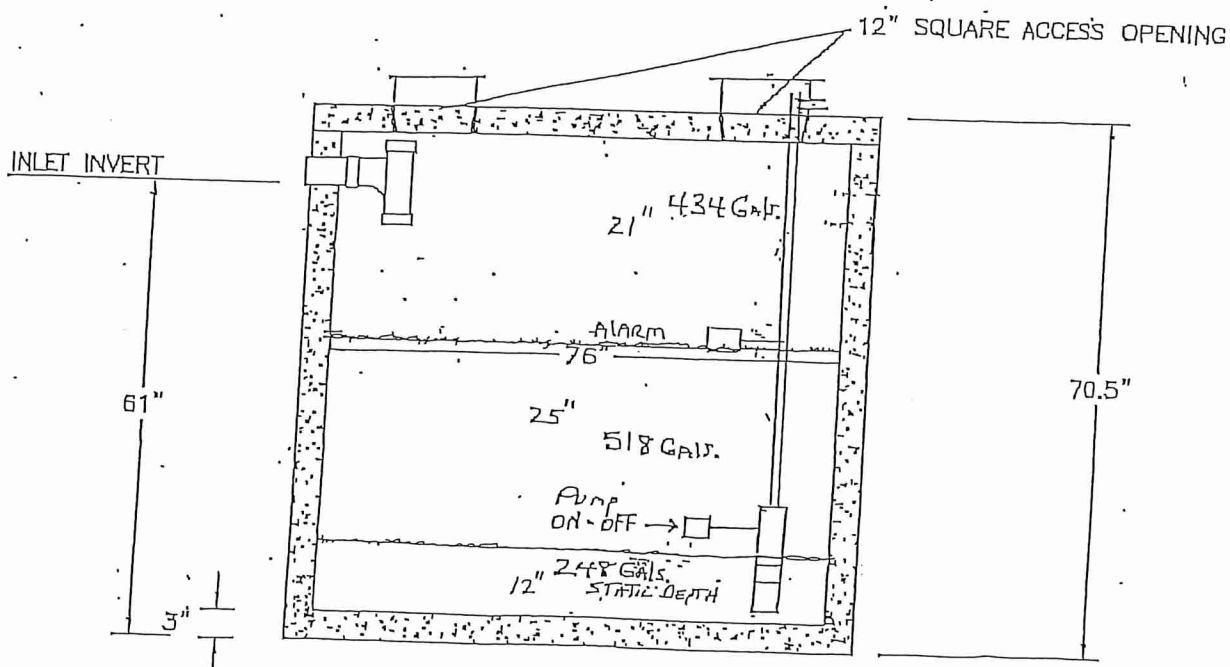 12" SQUARE ACCESS OPENING
INLET INVERT
21" 434 GAls.
ALARM
76"
61"
70.5"
25"
518 GAls.
PUMP
ON-OFF
248 GAls.
12" STATIC DEPTH
3"